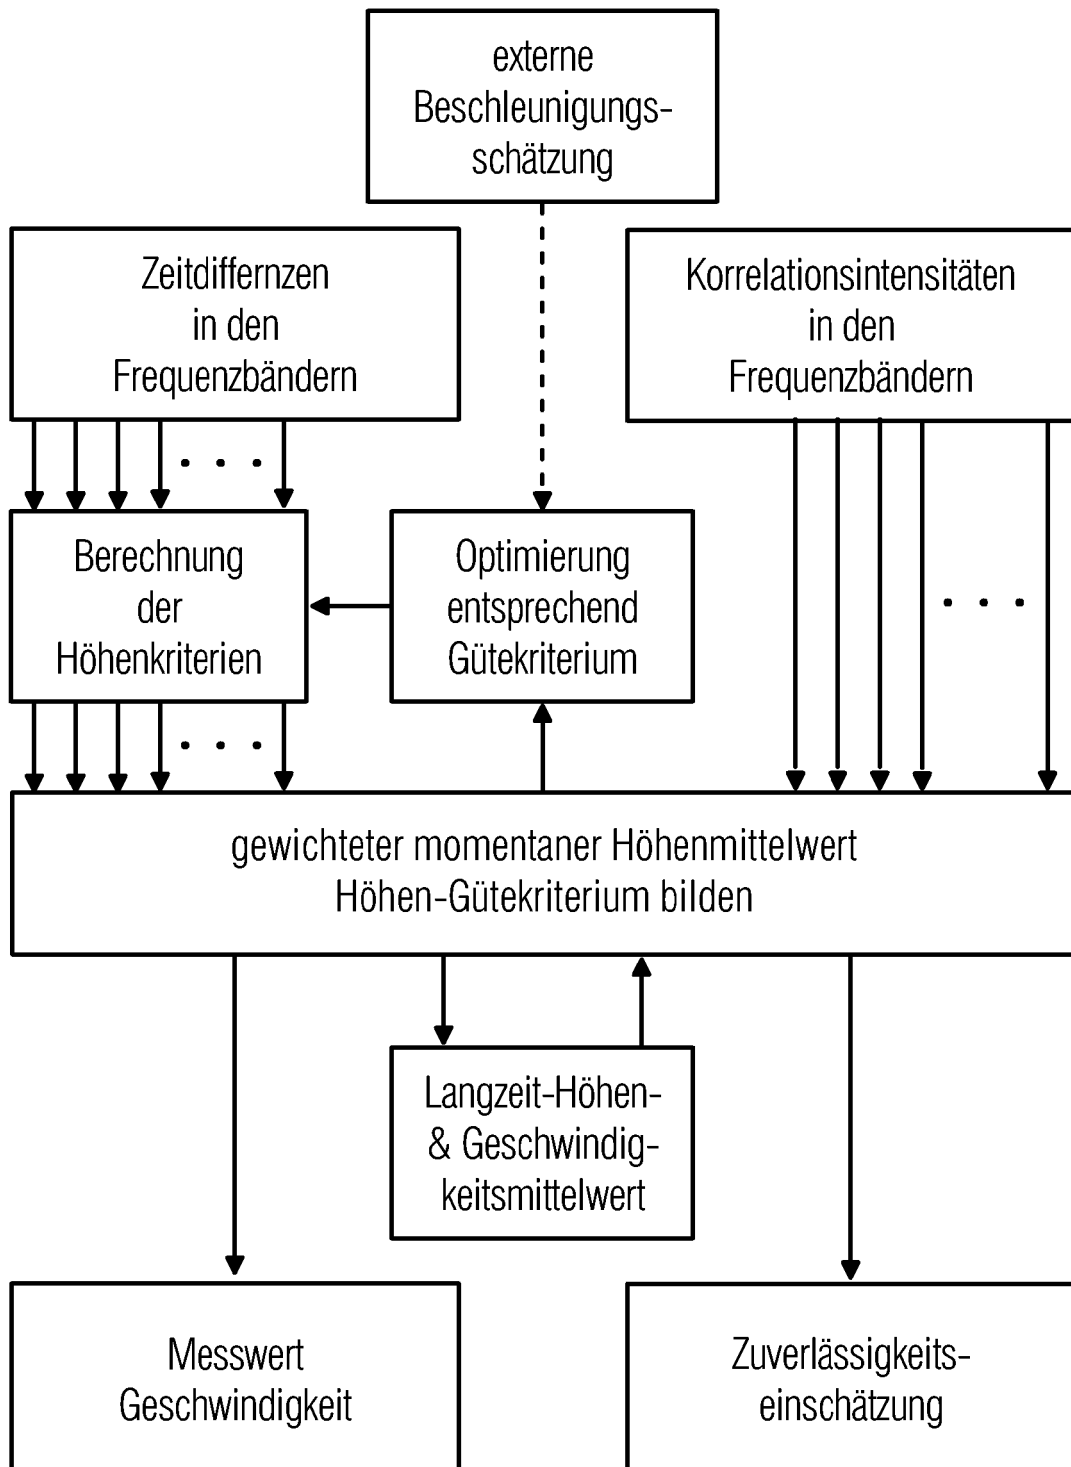 externe
Beschleunigungs-
schätzung
Zeitdiffernzen
in den
Frequenzbändern
Korrelationsintensitäten
in den
Frequenzbändern
. . .
Berechnung
der
Höhenkriterien
Optimierung
entsprechend
Gütekriterium
. . .
. . .
gewichteter momentaner Höhenmittelwert
Höhen-Gütekriterium bilden
Langzeit-Höhen-
& Geschwindig-
keitsmittelwert
Messwert
Geschwindigkeit
Zuverlässigkeits-
einschätzung